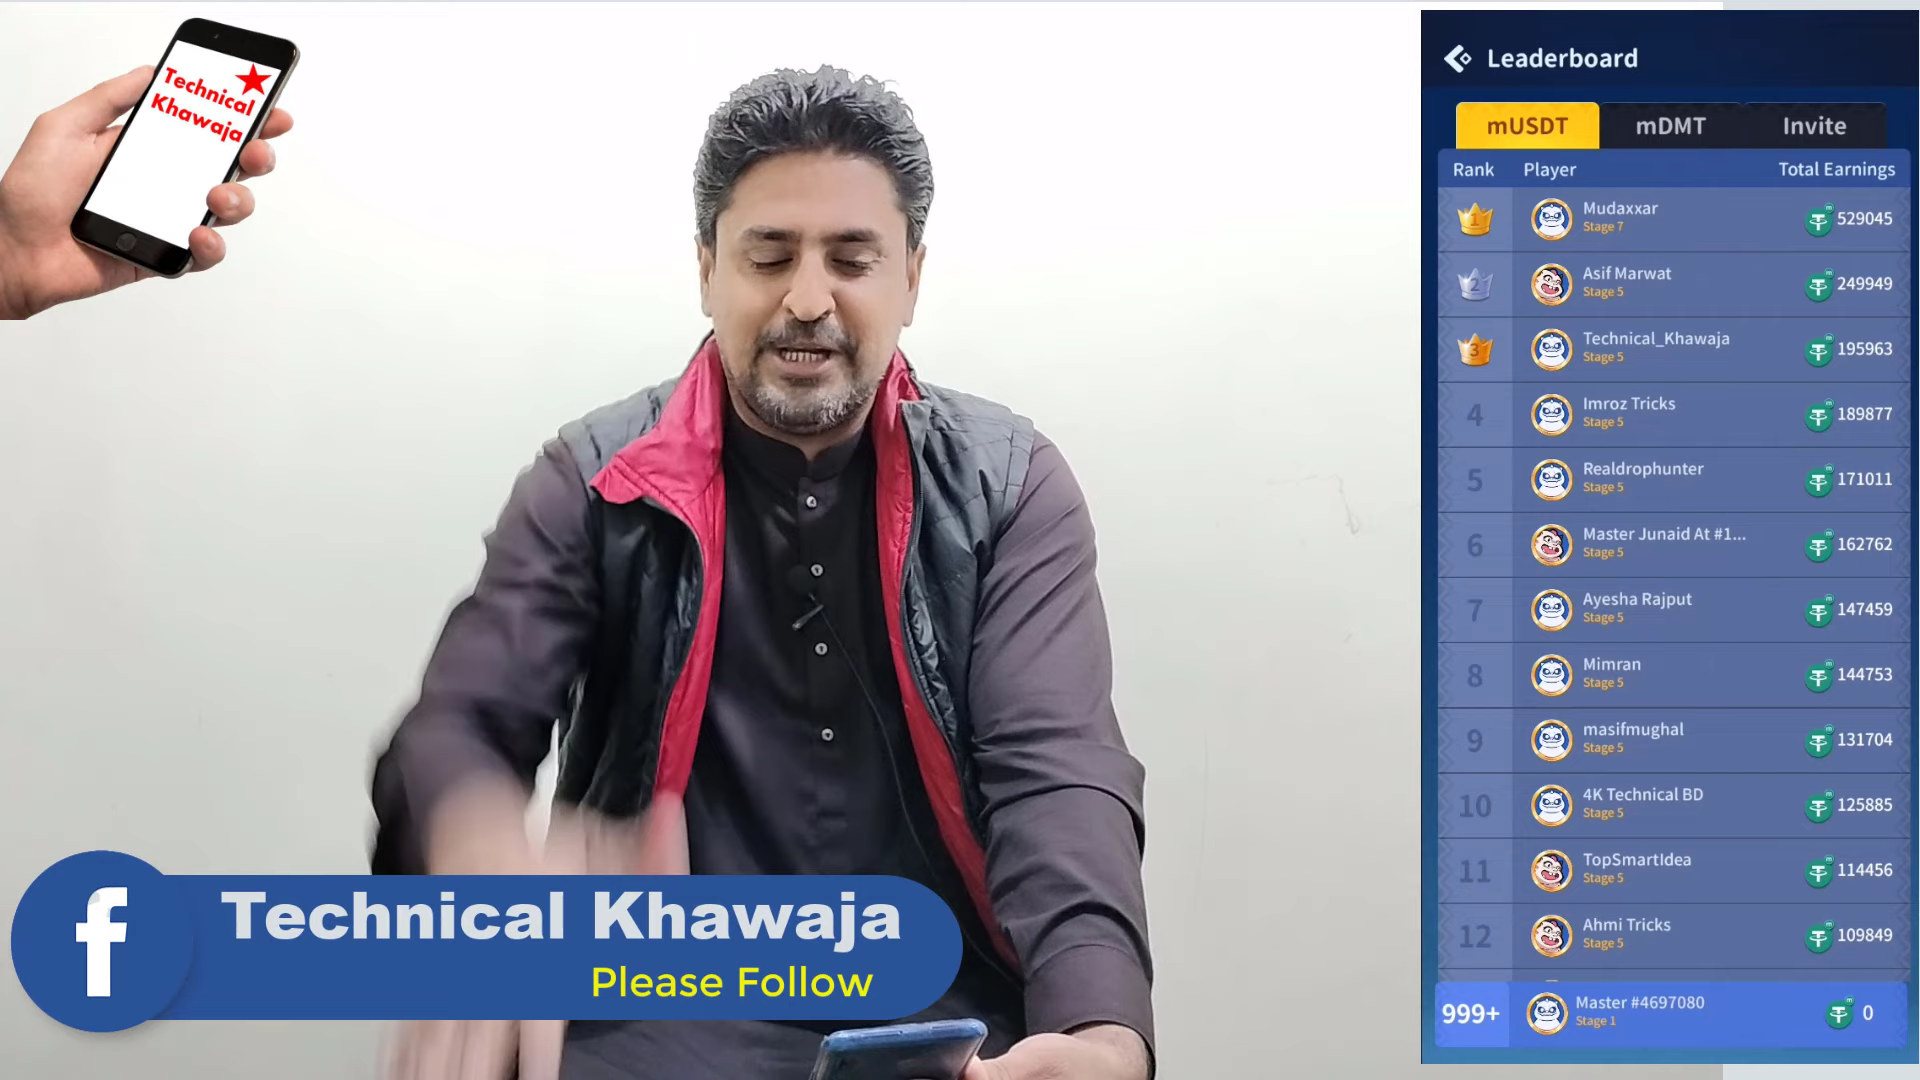 Technical
Khawaja
Leaderboard
mUSDT mDMT Invite
Rank Player Total Earnings
1 Mudaxxar 529045
Stage 7
2 Asif Marwat 249949
Stage 5
3 Technical_Khawaja 195963
Stage 5
4 Imroz Tricks 189877
Stage 5
5 Realdrophunter 171011
Stage 5
6 Master Junaid At #1... 162762
Stage 5
7 Ayesha Rajput 147459
Stage 5
8 Mimran 144753
Stage 5
9 masifmughal 131704
Stage 5
10 4K Technical BD 125885
Stage 5
11 TopSmartIdea 114456
Stage 5
12 Ahmi Tricks 109849
Stage 5
999+ Master #4697080 0
Stage 1
Technical Khawaja
Please Follow